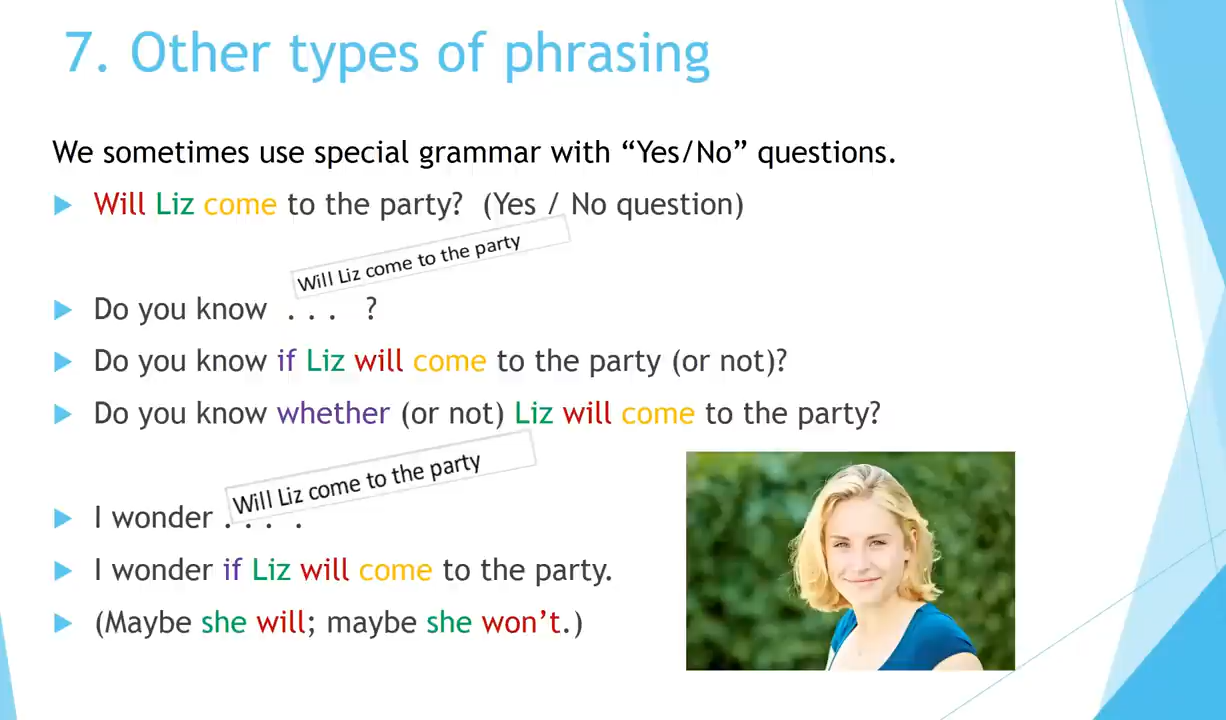 7. Other types of phrasing
We sometimes use special grammar with “Yes/No” questions.
Will Liz come to the party? (Yes / No question)
Will Liz come to the party
Do you know . . . ?
Do you know if Liz will come to the party (or not)?
Do you know whether (or not) Liz will come to the party?
Will Liz come to the party
I wonder . . . .
I wonder if Liz will come to the party.
(Maybe she will; maybe she won’t.)